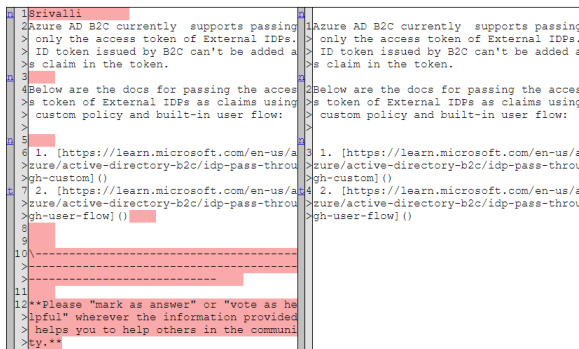 n 1 Srivalli n
2 Azure AD B2C currently  supports passing 1 Azure AD B2C currently  supports passing
>  only the access token of External IDPs. >  only the access token of External IDPs.
>  ID token issued by B2C can't be added a >  ID token issued by B2C can't be added a
> s claim in the token. > s claim in the token.
n 3 n
4 Below are the docs for passing the acces 2 Below are the docs for passing the acces
> s token of External IDPs as claims using > s token of External IDPs as claims using
>  custom policy and built-in user flow: >  custom policy and built-in user flow:
> >
n 5 n
6  1. [https://learn.microsoft.com/en-us/a 3  1. [https://learn.microsoft.com/en-us/a
> zure/active-directory-b2c/idp-pass-throu > zure/active-directory-b2c/idp-pass-throu
> gh-custom]() > gh-custom]()
t 7  2. [https://learn.microsoft.com/en-us/a t 4  2. [https://learn.microsoft.com/en-us/a
> zure/active-directory-b2c/idp-pass-throu > zure/active-directory-b2c/idp-pass-throu
> gh-user-flow]() > gh-user-flow]()
8
9
10 \---------------------------------------
> ----------------------------------------
> ----------------------------
11
12 **Please "mark as answer" or "vote as he
> lpful" wherever the information provided
>  helps you to help others in the communi
> ty.**